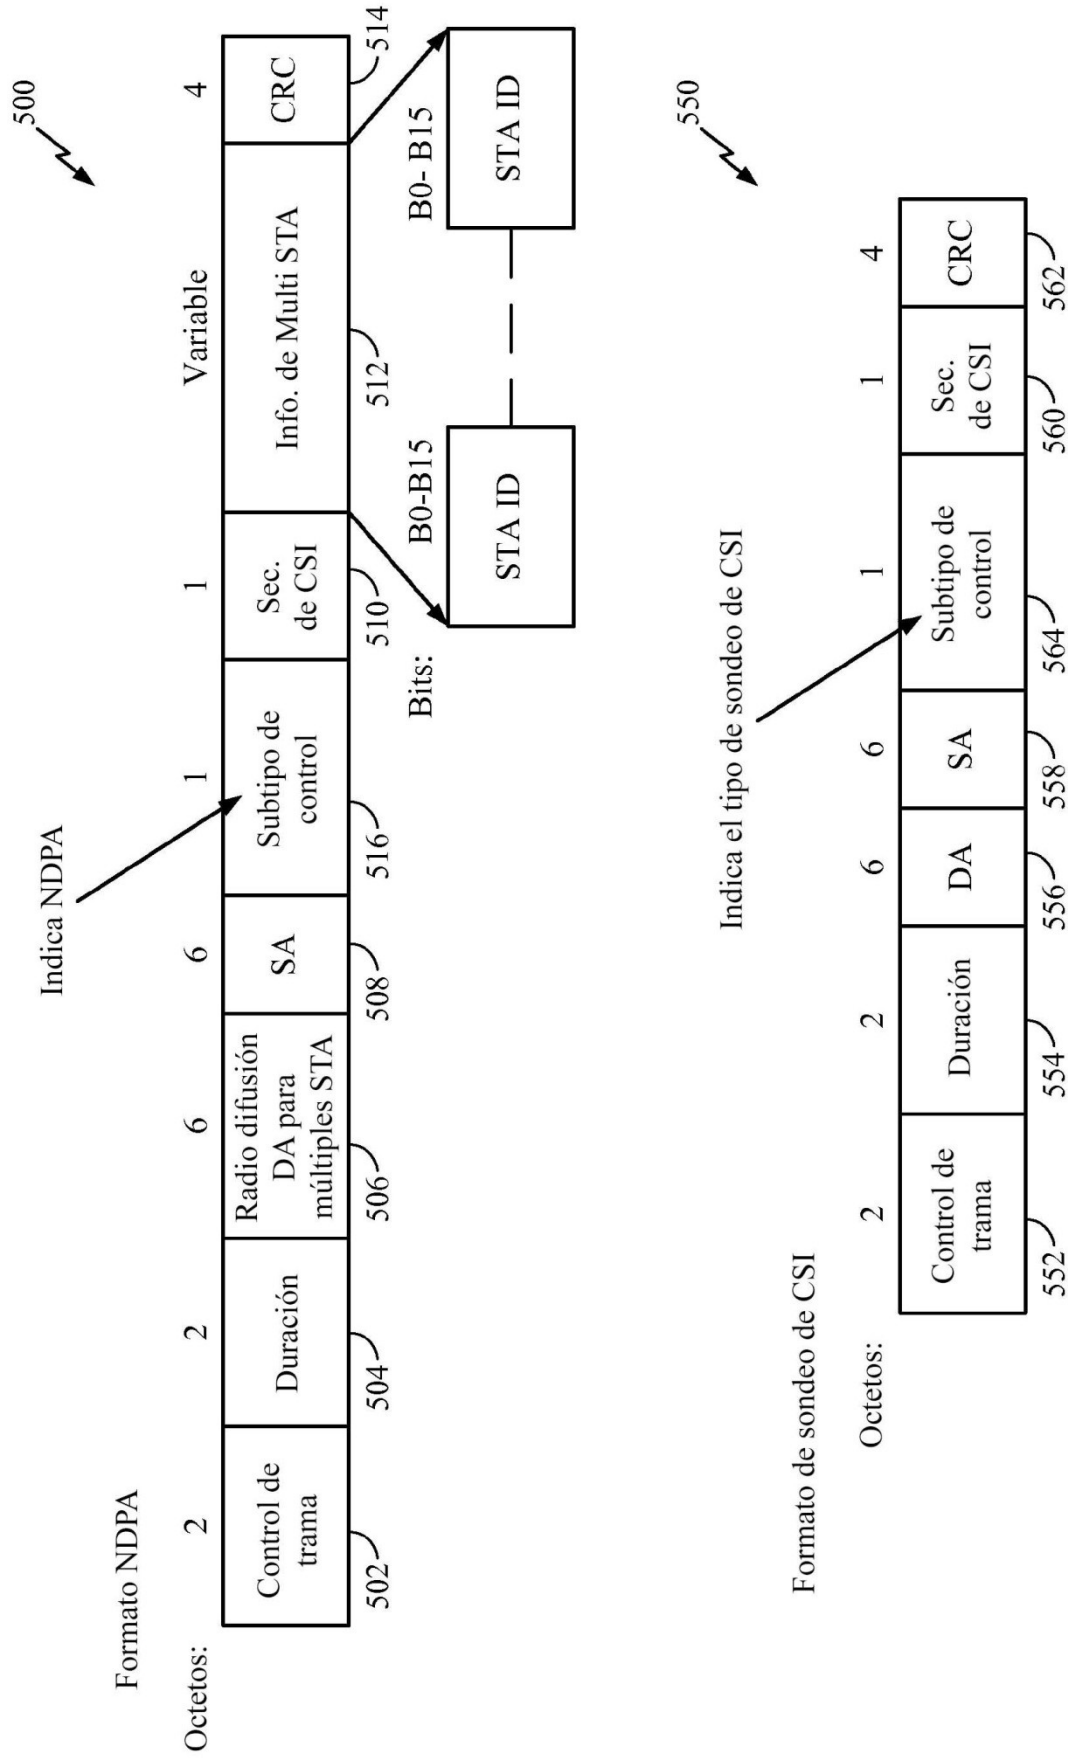 500
Formato NDPA
Indica NDPA
Octetos:
2
2
6
6
1
1
Variable
4
Control de
trama
Duración
Radio difusión
DA para
múltiples STA
SA
Subtipo de
control
Sec.
de CSI
Info. de Multi STA
CRC
502
504
506
508
516
510
512
514
Bits:
B0-B15
B0- B15
STA ID
STA ID
550
Formato de sondeo de CSI
Indica el tipo de sondeo de CSI
Octetos:
2
2
6
6
1
1
4
Control de
trama
Duración
DA
SA
Subtipo de
control
Sec.
de CSI
CRC
552
554
556
558
564
560
562